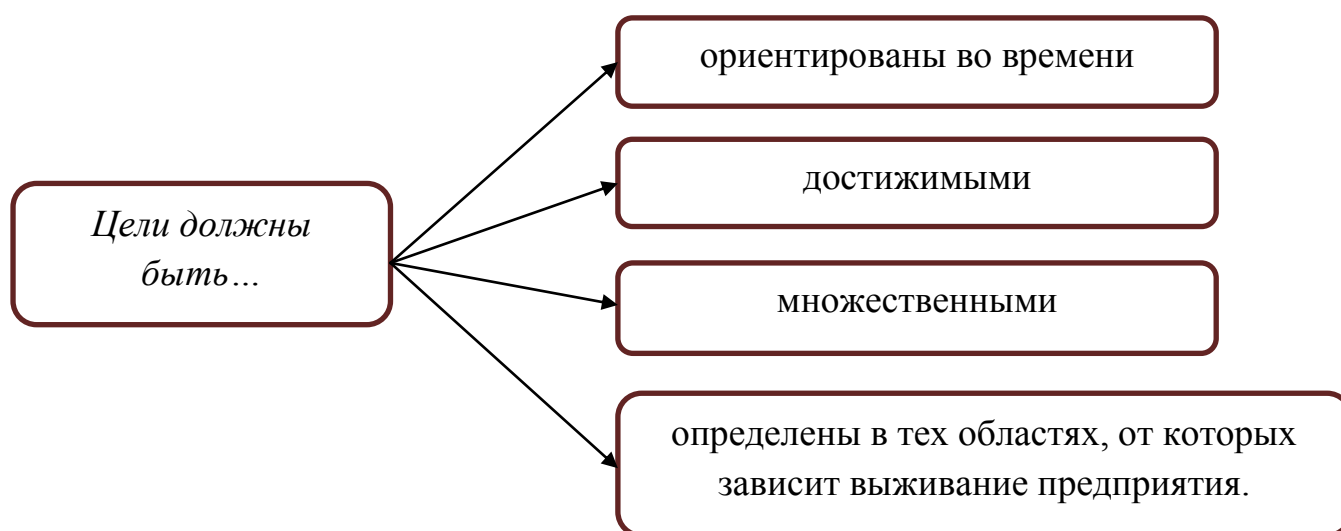 ориентированы во времени
достижимыми
Цели должны
быть…
множественными
определены в тех областях, от которых
зависит выживание предприятия.